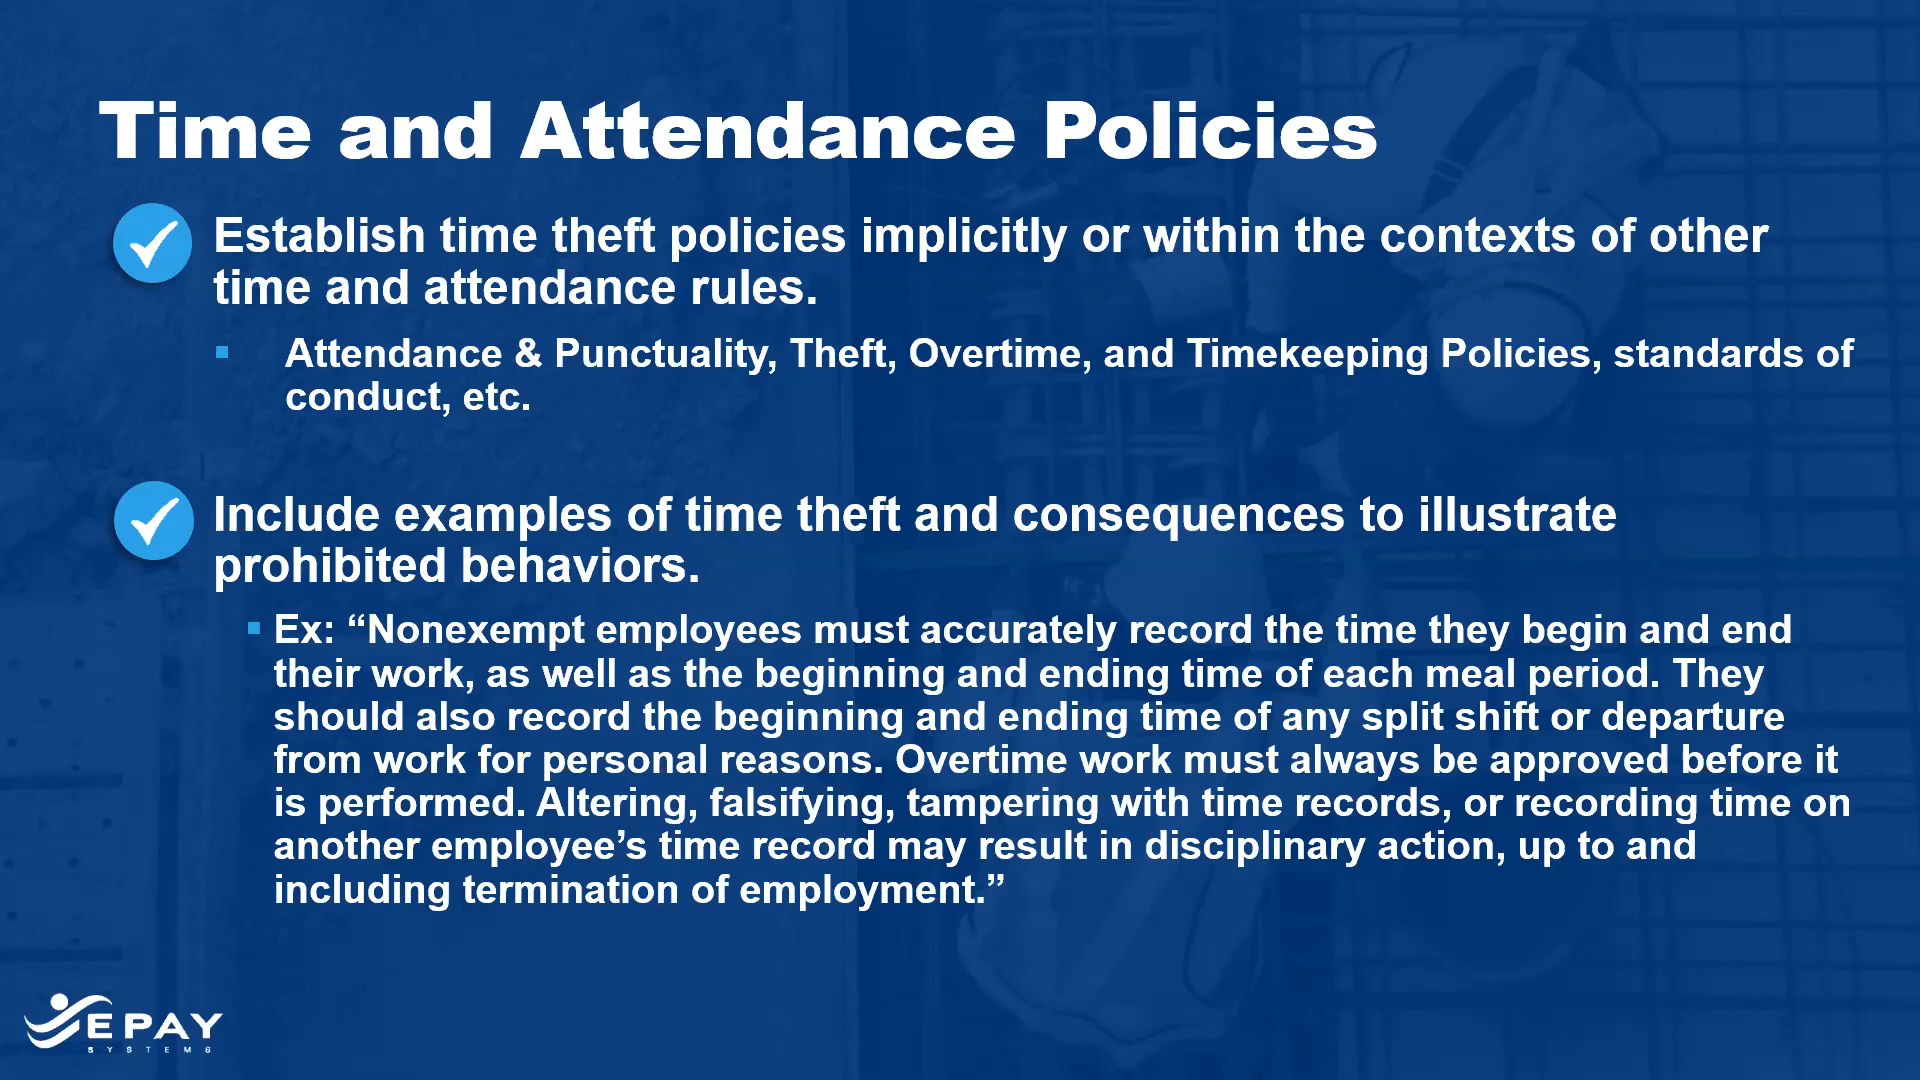 Time and Attendance Policies
Establish time theft policies implicitly or within the contexts of other
time and attendance rules.
Attendance & Punctuality, Theft, Overtime, and Timekeeping Policies, standards of
conduct, etc.
Include examples of time theft and consequences to illustrate
prohibited behaviors.
Ex: “Nonexempt employees must accurately record the time they begin and end
their work, as well as the beginning and ending time of each meal period. They
should also record the beginning and ending time of any split shift or departure
from work for personal reasons. Overtime work must always be approved before it
is performed. Altering, falsifying, tampering with time records, or recording time on
another employee’s time record may result in disciplinary action, up to and
including termination of employment.”
EPAY
SYSTEMS